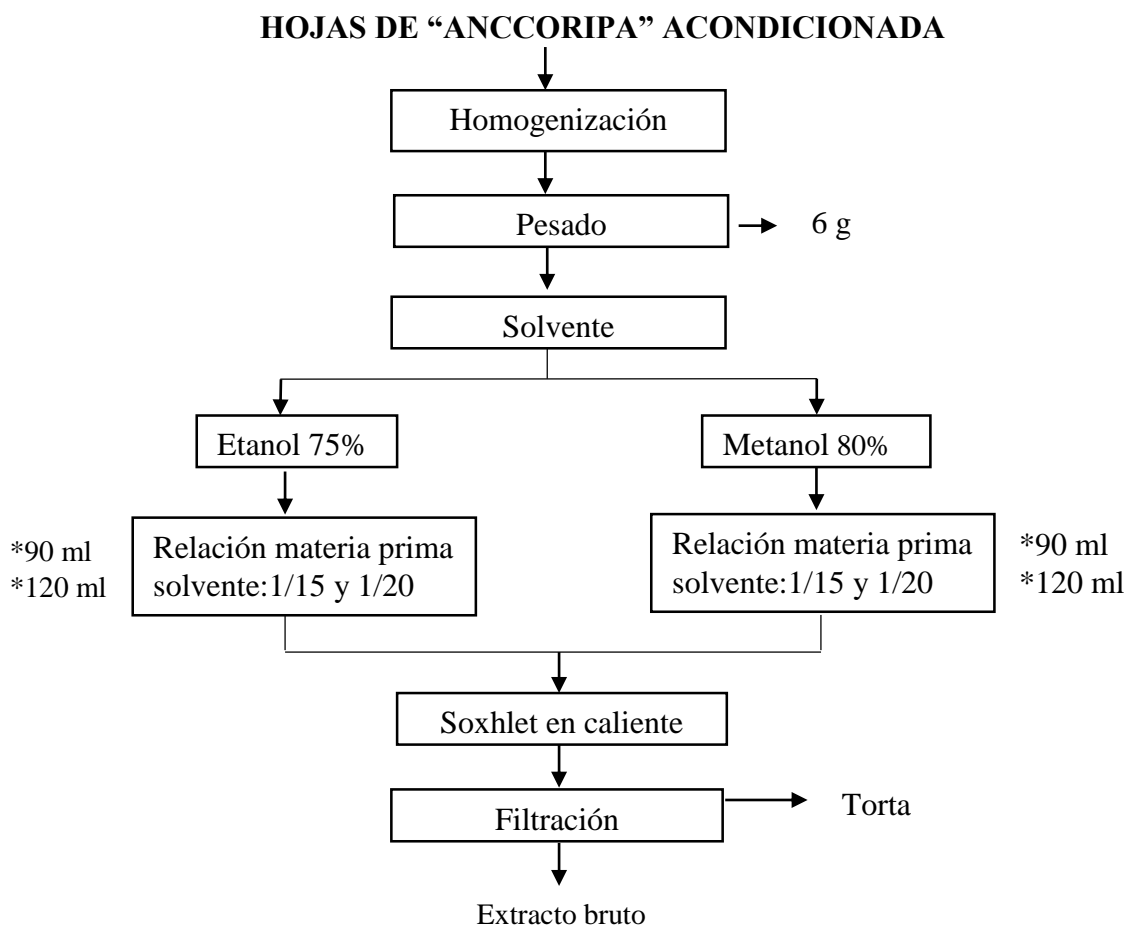 HOJAS DE “ANCCORIPA” ACONDICIONADA
Homogenización
Pesado
6 g
Solvente
Etanol 75%
Metanol 80%
*90 ml
*120 ml
Relación materia prima
solvente:1/15 y 1/20
Relación materia prima
solvente:1/15 y 1/20
*90 ml
*120 ml
Soxhlet en caliente
Filtración
Torta
Extracto bruto